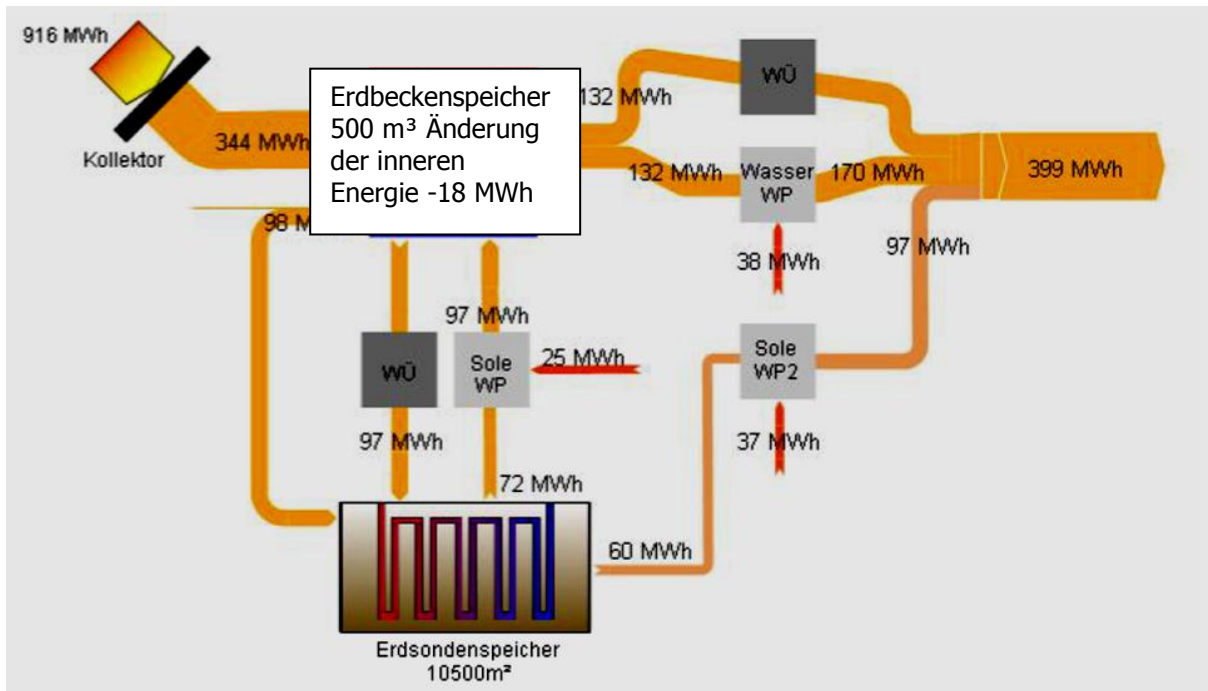 916 MWh
Kollektor
344 MWh
Erdbeckenspeicher
500 m³ Änderung
der inneren
Energie -18 MWh
132 MWh
WÜ
132 MWh
Wasser
WP
170 MWh
399 MWh
38 MWh
97 MWh
98 M
97 MWh
WÜ
Sole
WP
25 MWh
Sole
WP2
97 MWh
37 MWh
72 MWh
60 MWh
Erdsondenspeicher
10500m²